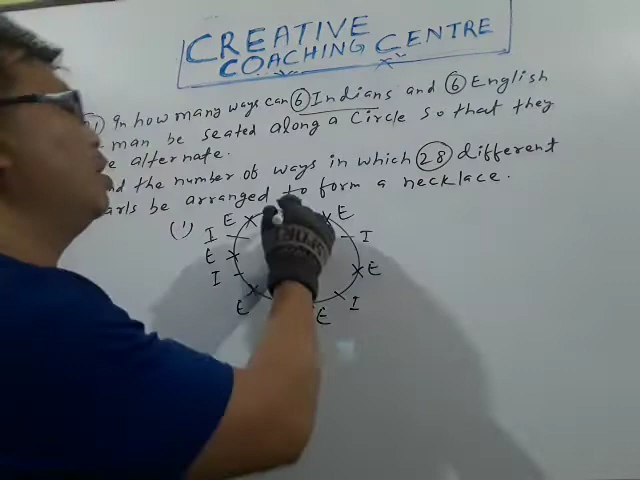 CREATIVE
COACHING CENTRE
In how many ways can 6 Indians and 6 English
man be seated along a Circle so that they
alternate.
the number of ways in which 28 different
be arranged to form a necklace.
(1)
E E
I I
E E
I I
E E